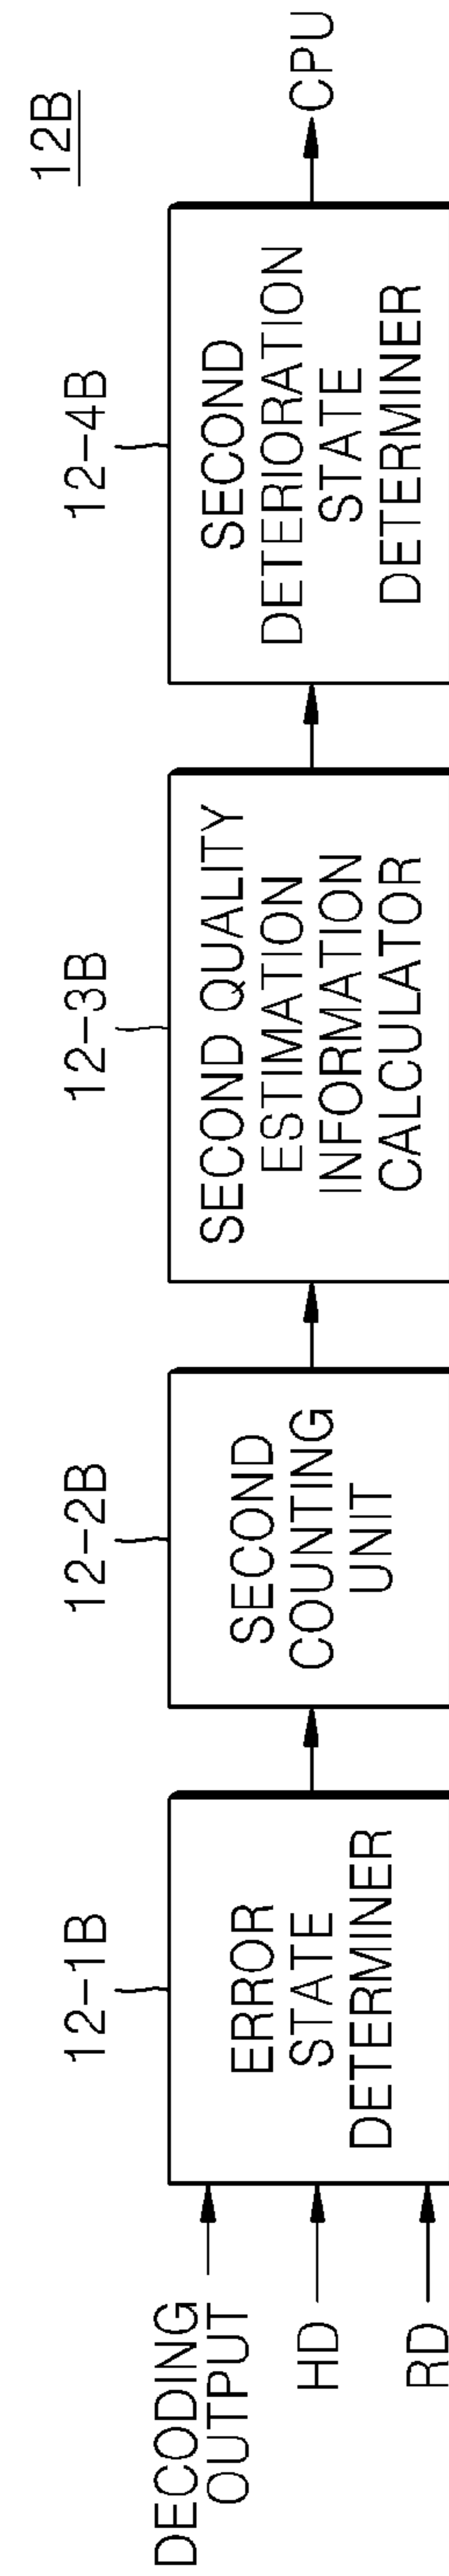 12B
DECODING
OUTPUT
HD
RD
12-1B
ERROR
STATE
DETERMINER
12-2B
SECOND
COUNTING
UNIT
12-3B
SECOND QUALITY
ESTIMATION
INFORMATION
CALCULATOR
12-4B
SECOND
DETERIORATION
STATE
DETERMINER
CPU